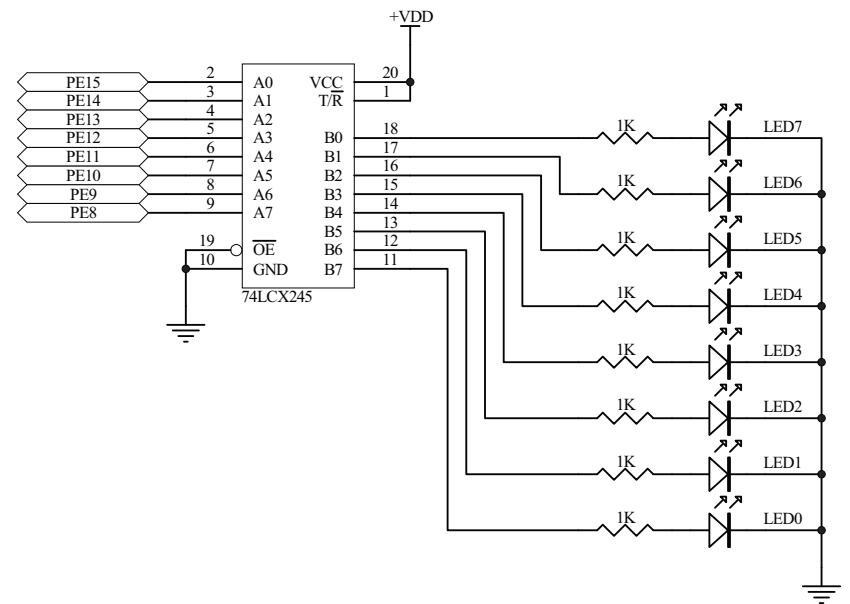 +VDD
PE15 2 A0 VCC 20
PE14 3 A1 T/R̅ 1
PE13 4 A2
PE12 5 A3 B0 18 1K LED7
PE11 6 A4 B1 17
PE10 7 A5 B2 16 1K LED6
PE9 8 A6 B3 15
PE8 9 A7 B4 14
B5 13
19 O̅E̅ B6 12 1K LED5
10 GND B7 11
74LCX245
1K LED4
1K LED3
1K LED2
1K LED1
1K LED0